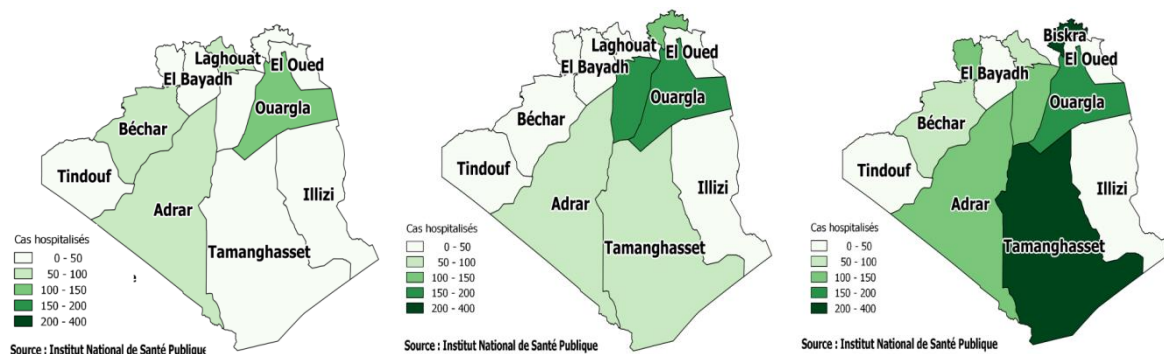 Laghouat
El Oued
El Bayadh
Ouargla
Béchar
Tindouf
Illizi
Adrar
Tamanghasset
Cas hospitalisés
0 - 50
50 - 100
100 - 150
150 - 200
200 - 400
Source : Institut National de Santé Publique
Laghouat
El Oued
El Bayadh
Ouargla
Béchar
Tindouf
Illizi
Adrar
Tamanghasset
Cas hospitalisés
0 - 50
50 - 100
100 - 150
150 - 200
200 - 400
Source : Institut National de Santé Publique
Biskra
El Oued
El Bayadh
Ouargla
Béchar
Tindouf
Illizi
Adrar
Tamanghasset
Cas hospitalisés
0 - 50
50 - 100
100 - 150
150 - 200
200 - 400
Source : Institut National de Santé Publique